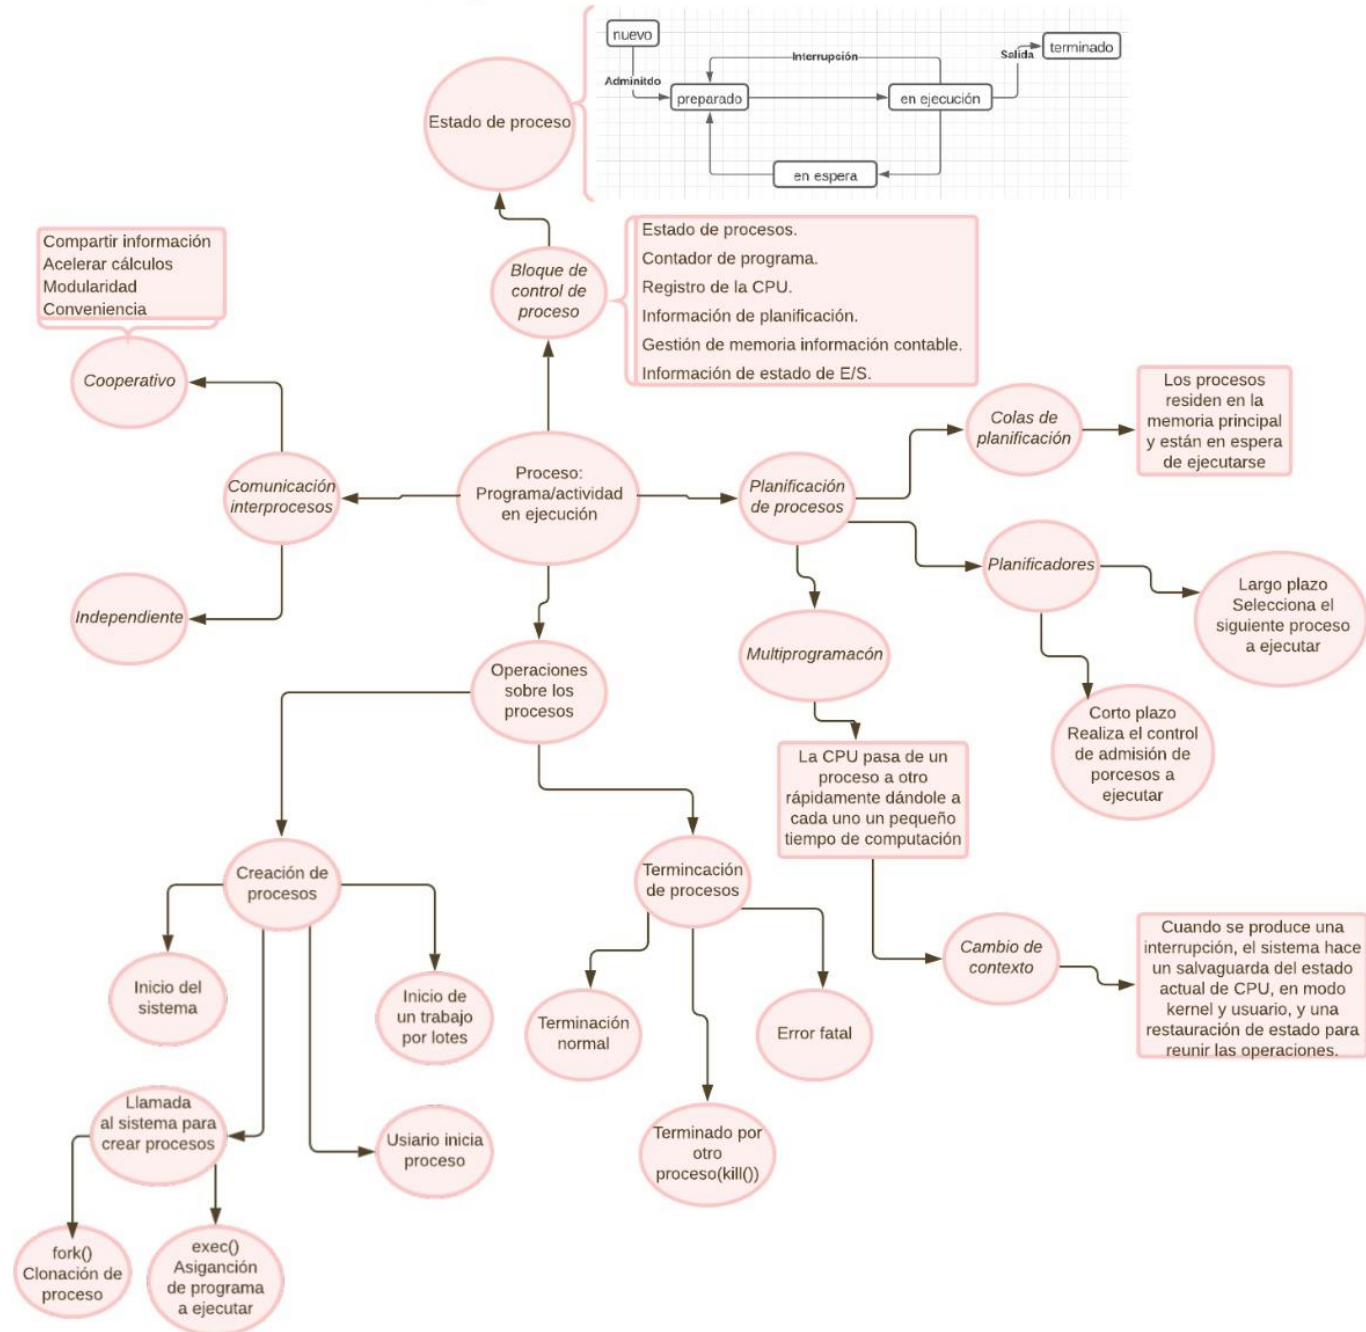 nuevo
Adminitdo
preparado
Interrupción
en ejecución
Salida
terminado
en espera
Estado de proceso
Bloque de
control de
proceso
Estado de procesos.
Contador de programa.
Registro de la CPU.
Información de planificación.
Gestión de memoria información contable.
Información de estado de E/S.
Compartir información
Acelerar cálculos
Modularidad
Conveniencia
Cooperativo
Comunicación
interprocesos
Independiente
Proceso:
Programa/actividad
en ejecución
Planificación
de procesos
Colas de
planificación
Los procesos
residen en la
memoria principal
y están en espera
de ejecutarse
Planificadores
Largo plazo
Selecciona el
siguiente proceso
a ejecutar
Corto plazo
Realiza el control
de admisión de
porcesos a
ejecutar
Multiprogramacón
La CPU pasa de un
proceso a otro
rápidamente dándole a
cada uno un pequeño
tiempo de computación
Cambio de
contexto
Cuando se produce una
interrupción, el sistema hace
un salvaguarda del estado
actual de CPU, en modo
kernel y usuario, y una
restauración de estado para
reunir las operaciones.
Operaciones
sobre los
procesos
Creación de
procesos
Inicio del
sistema
Inicio de
un trabajo
por lotes
Llamada
al sistema para
crear procesos
Usiario inicia
proceso
fork()
Clonación de
proceso
exec()
Asigancién
de programa
a ejecutar
Termincación
de procesos
Terminación
normal
Terminado por
otro
proceso(kill())
Error fatal